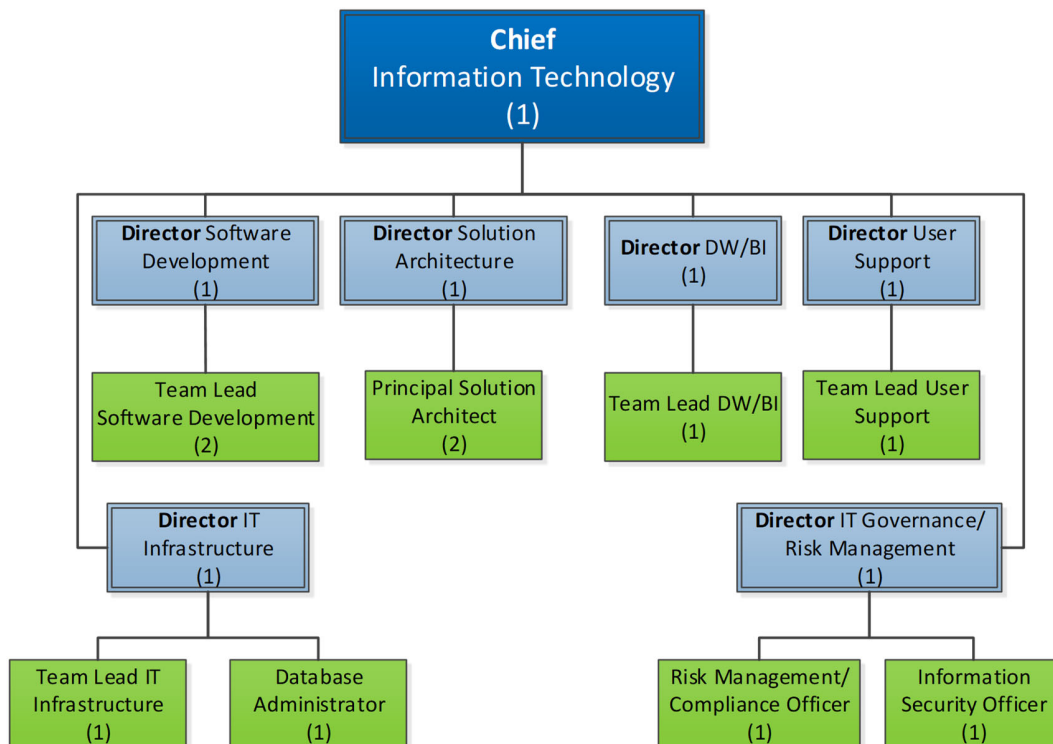 Chief
Information Technology
(1)
Director Software
Development
(1)
Director Solution
Architecture
(1)
Director DW/BI
(1)
Director User
Support
(1)
Team Lead
Software Development
(2)
Principal Solution
Architect
(2)
Team Lead DW/BI
(1)
Team Lead User
Support
(1)
Director IT
Infrastructure
(1)
Director IT Governance/
Risk Management
(1)
Team Lead IT
Infrastructure
(1)
Database
Administrator
(1)
Risk Management/
Compliance Officer
(1)
Information
Security Officer
(1)